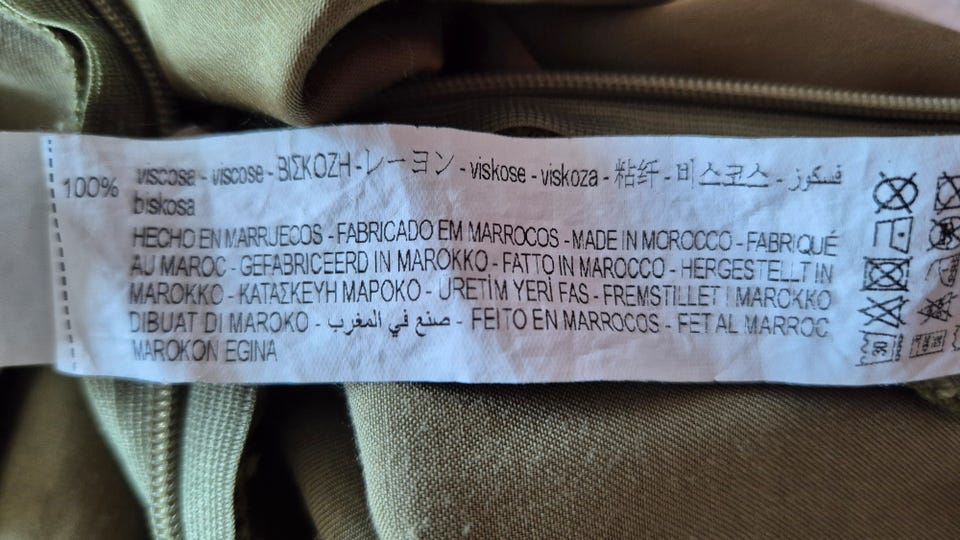 100% viscosa - viscose - ΒΙΣΚΟΖΗ - レーヨン - viskose - viskoza - 粘纤 - 비스코스 - فسكوز
biskosa
HECHO EN MARRUECOS - FABRICADO EM MARROCOS - MADE IN MOROCCO - FABRIQUÉ
AU MAROC - GEFABRICEERD IN MAROKKO - FATTO IN MAROCCO - HERGESTELLT IN
MAROKKO - ΚΑΤΑΣΚΕΥΗ ΜΑΡΟΚΟ - ÜRETİM YERİ FAS - FREMSTILLET I MAROKKO
DIBUAT DI MAROKO - صنع في المغرب - FEITO EN MARROCOS - FET AL MARROC
MAROKON EGINA
30